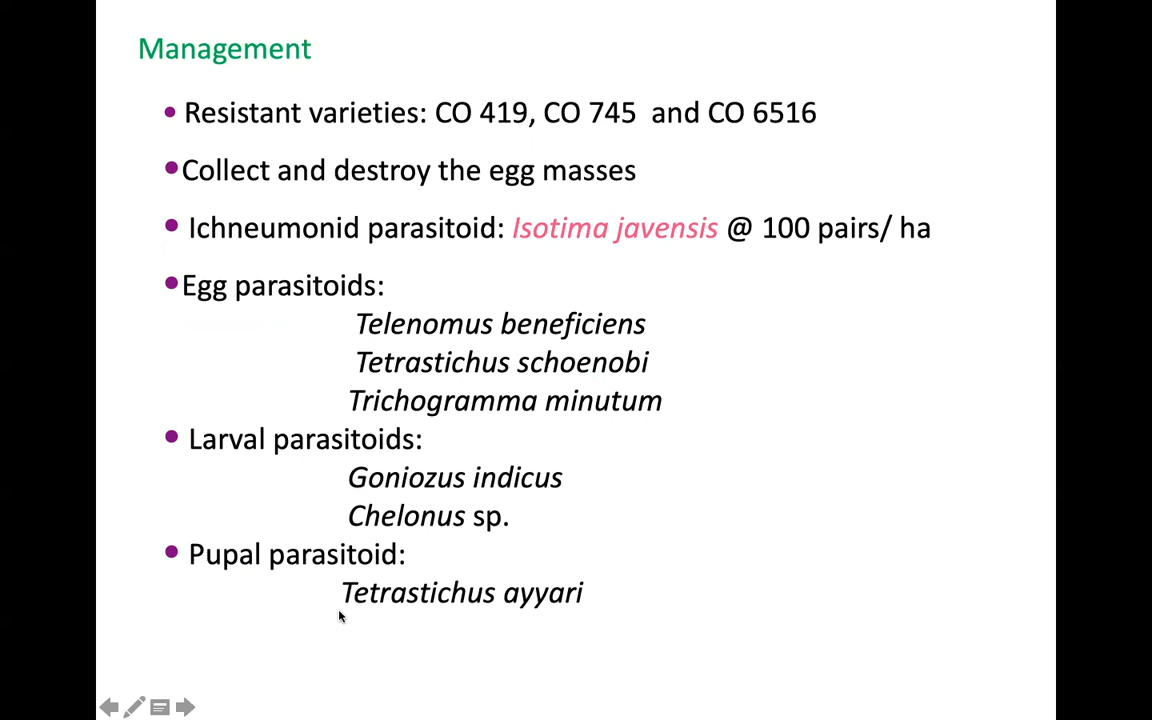 Management
• Resistant varieties: CO 419, CO 745 and CO 6516
• Collect and destroy the egg masses
• Ichneumonid parasitoid: Isotima javensis @ 100 pairs/ ha
• Egg parasitoids:
Telenomus beneficiens
Tetrastichus schoenobi
Trichogramma minutum
• Larval parasitoids:
Goniozus indicus
Chelonus sp.
• Pupal parasitoid:
Tetrastichus ayyari